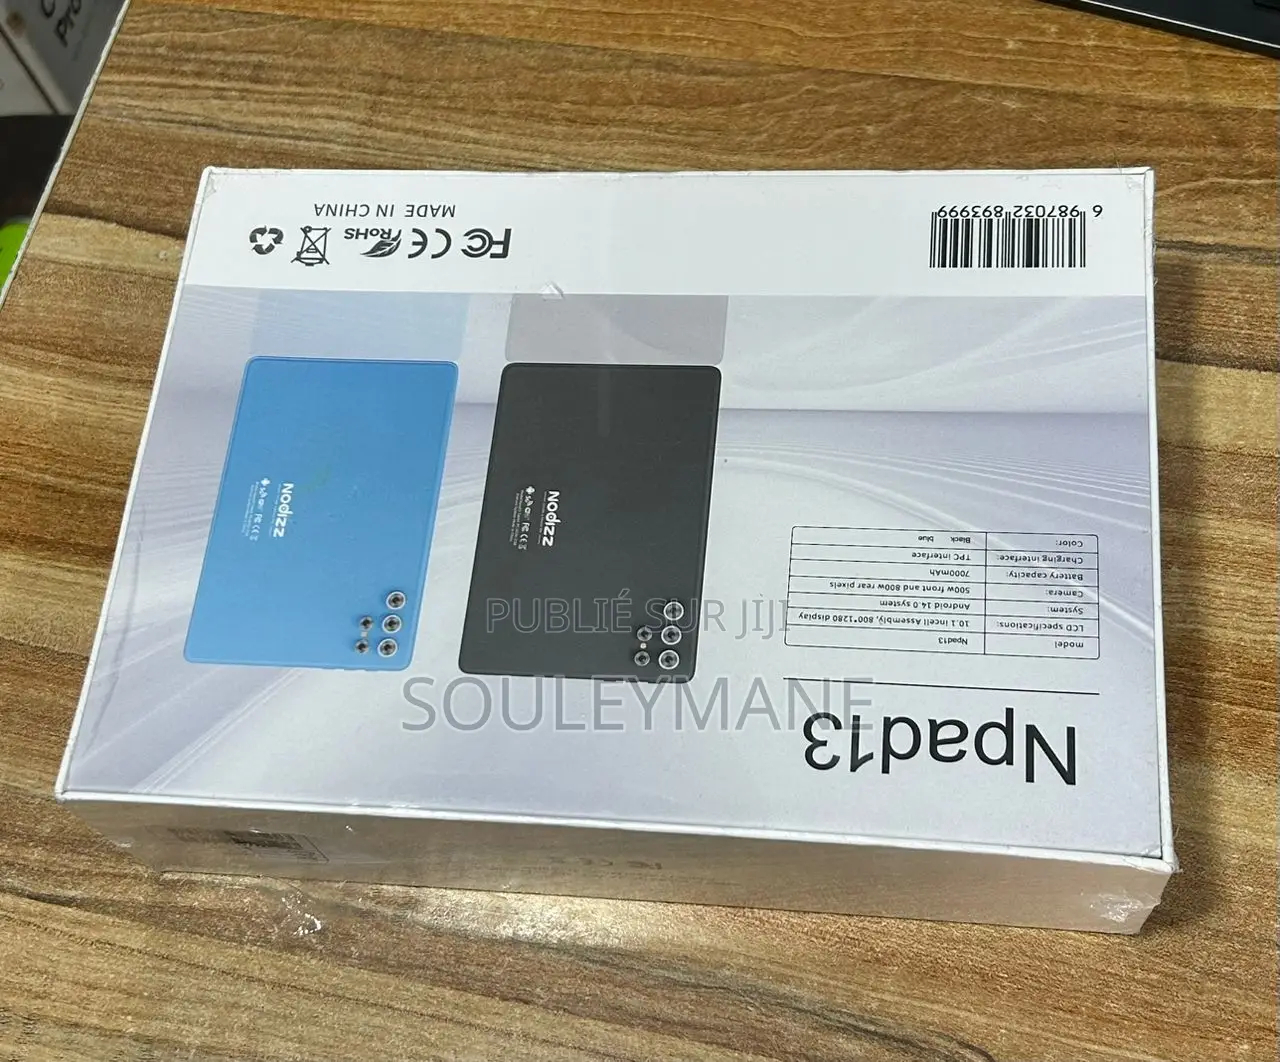 Npad13
model
Npad13
LCD specifications:
10.1 incell Assembly, 800*1280 display
System:
Android 14.0 system
Camera:
500w front and 800w rear pixels
Battery capacity:
7000mAh
Charging interface:
TPC interface
Color:
Black blue
Nodizz
Nodizz
6 987032 893999
FC CE RoHS
MADE IN CHINA
PUBLIÉ SUR JIJI
SOULEYMANE